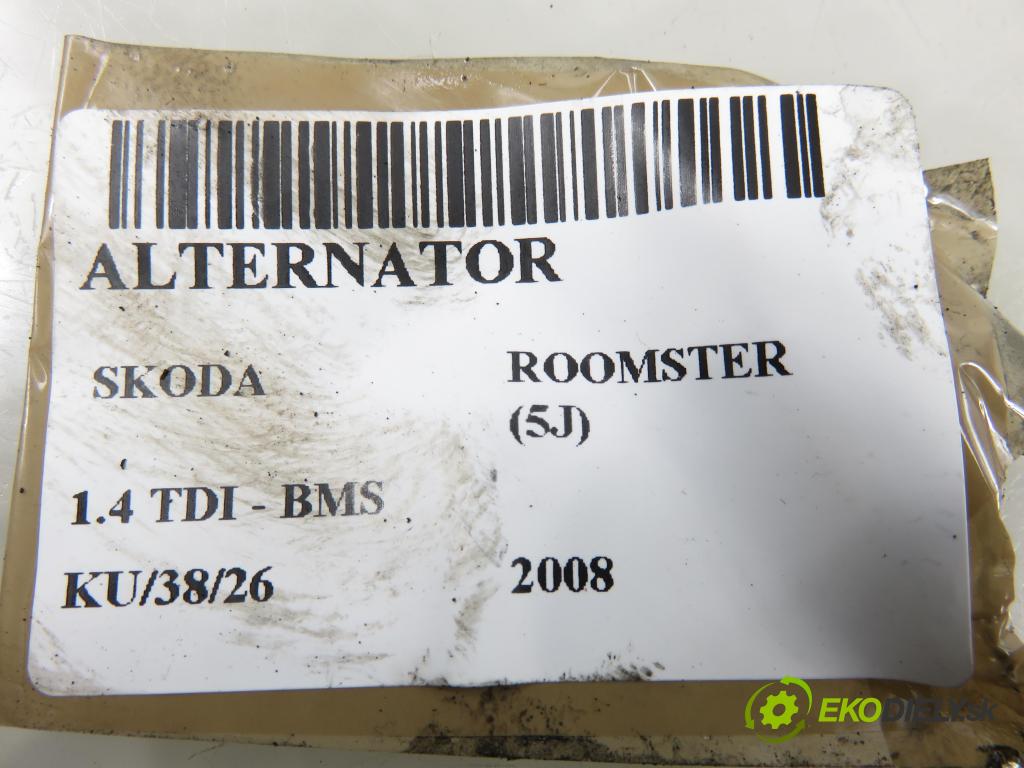 ALTERNATOR
SKODA
ROOMSTER
(5J)
1.4 TDI - BMS
KU/38/26
2008
EKODIELY.sk